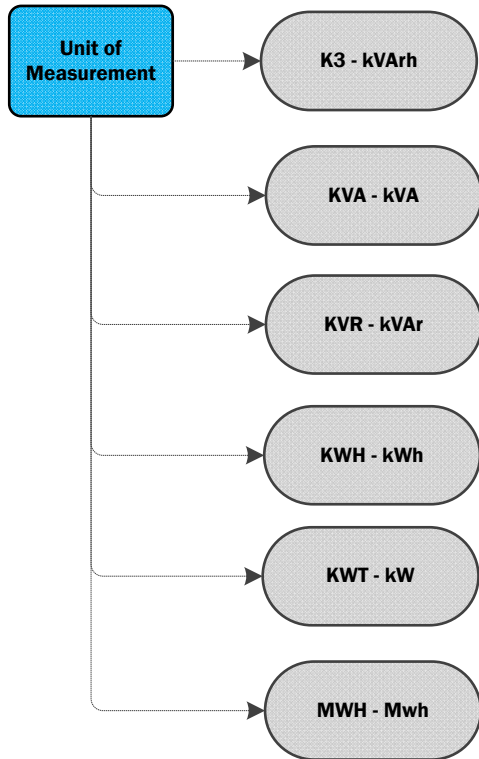 Unit of
Measurement
K3 - kVArh
KVA - kVA
KVR - kVAr
KWH - kWh
KWT - kW
MWH - Mwh